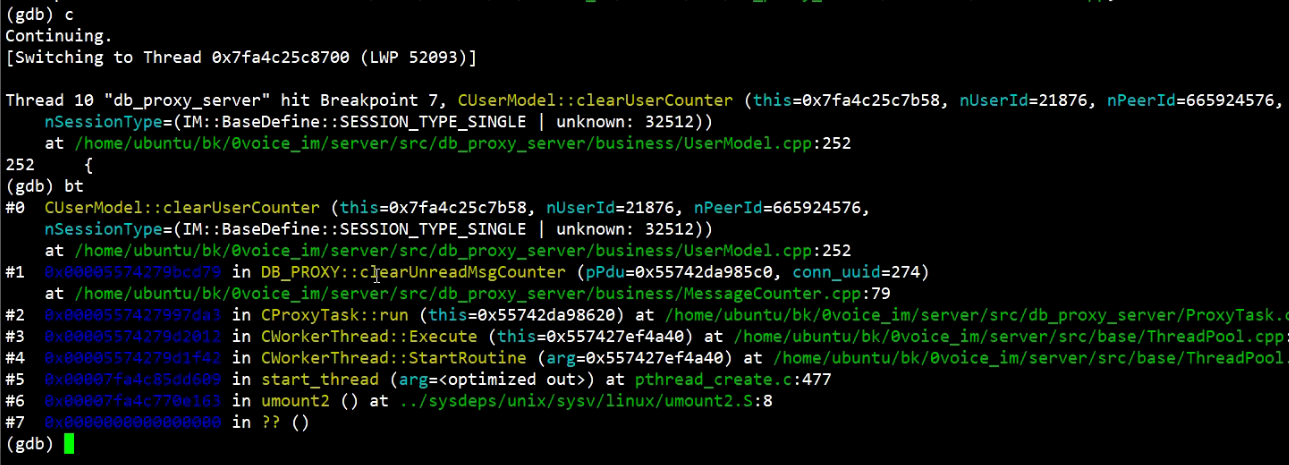 (gdb) c
Continuing.
[Switching to Thread 0x7fa4c25c8700 (LWP 52093)]
Thread 10 "db_proxy_server" hit Breakpoint 7, CUserModel::clearUserCounter (this=0x7fa4c25c7b58, nUserId=21876, nPeerId=665924576,
nSessionType=(IM::BaseDefine::SESSION_TYPE_SINGLE | unknown: 32512))
at /home/ubuntu/bk/0voice_im/server/src/db_proxy_server/business/UserModel.cpp:252
252 {
(gdb) bt
#0 CUserModel::clearUserCounter (this=0x7fa4c25c7b58, nUserId=21876, nPeerId=665924576,
nSessionType=(IM::BaseDefine::SESSION_TYPE_SINGLE | unknown: 32512))
at /home/ubuntu/bk/0voice_im/server/src/db_proxy_server/business/UserModel.cpp:252
#1 0x00005574279bcd79 in DB_PROXY::clearUnreadMsgCounter (pPdu=0x55742da985c0, conn_uuid=274)
at /home/ubuntu/bk/0voice_im/server/src/db_proxy_server/business/MessageCounter.cpp:79
#2 0x0000557427997da3 in CProxyTask::run (this=0x55742da98620) at /home/ubuntu/bk/0voice_im/server/src/db_proxy_server/ProxyTask.c
#3 0x00005574279d2012 in CWorkerThread::Execute (this=0x557427ef4a40) at /home/ubuntu/bk/0voice_im/server/src/base/ThreadPool.cpp:
#4 0x00005574279d1f42 in CWorkerThread::StartRoutine (arg=0x557427ef4a40) at /home/ubuntu/bk/0voice_im/server/src/base/ThreadPool.
#5 0x00007fa4c85dd609 in start_thread (arg=<optimized out>) at pthread_create.c:477
#6 0x00007fa4c770e163 in umount2 () at ../sysdeps/unix/sysv/linux/umount2.S:8
#7 0x0000000000000000 in ?? ()
(gdb)